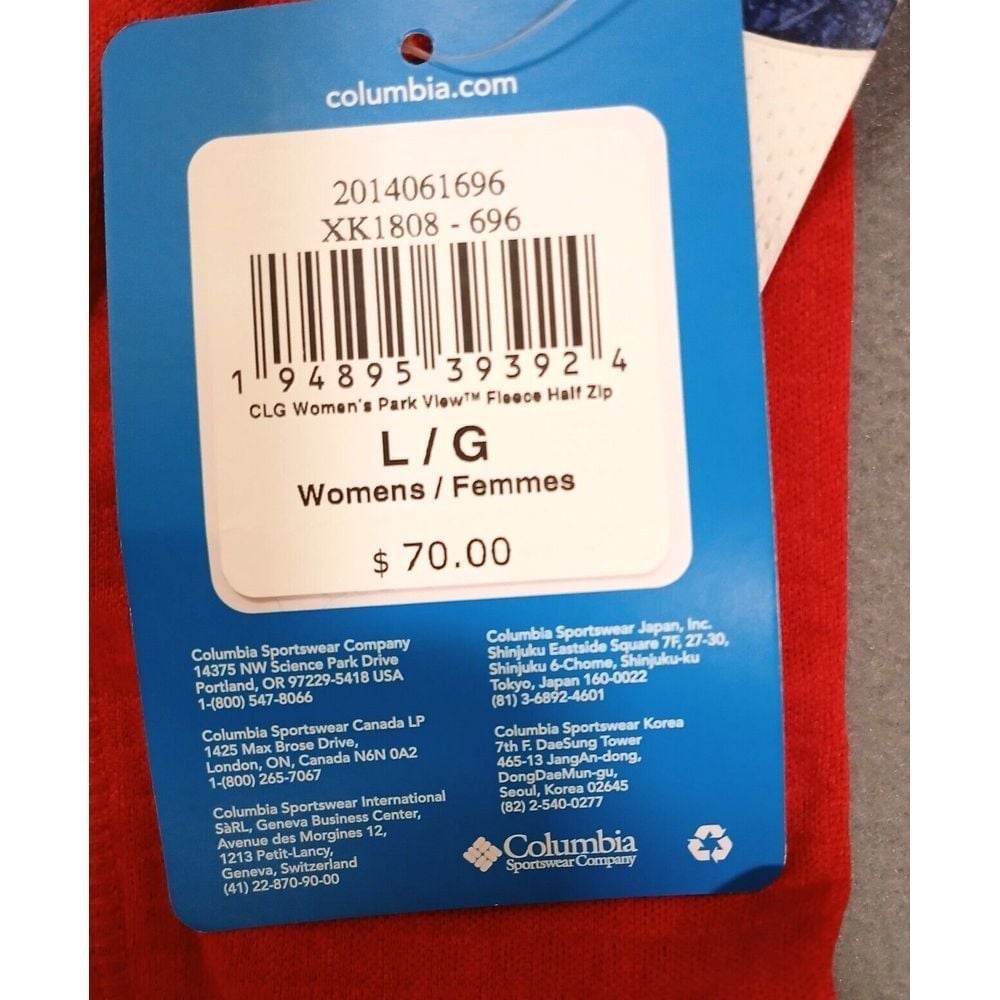 columbia.com
2014061696
XK1808 - 696
1 94895 39392 4
CLG Women's Park View™ Fleece Half Zip
L / G
Womens / Femmes
$ 70.00
Columbia Sportswear Company
14375 NW Science Park Drive
Portland, OR 97229-5418 USA
1-(800) 547-8066
Columbia Sportswear Canada LP
1425 Max Brose Drive,
London, ON, Canada N6N 0A2
1-(800) 265-7067
Columbia Sportswear International
SàRL, Geneva Business Center,
Avenue des Morgines 12,
1213 Petit-Lancy,
Geneva, Switzerland
(41) 22-870-90-00
Columbia Sportswear Japan, Inc.
Shinjuku Eastside Square 7F, 27-30,
Shinjuku 6-Chome, Shinjuku-ku
Tokyo, Japan 160-0022
(81) 3-6892-4601
Columbia Sportswear Korea
7th F. DaeSung Tower
465-13 JangAn-dong,
DongDaeMun-gu,
Seoul, Korea 02645
(82) 2-540-0277
Columbia
Sportswear Company